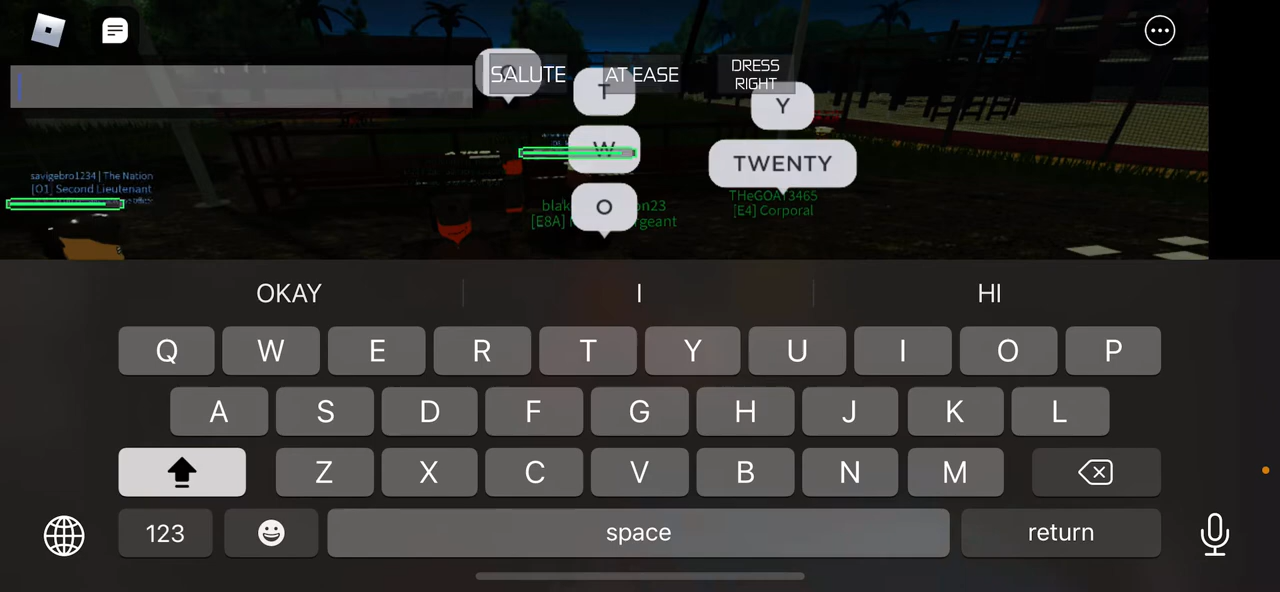 SALUTE
AT EASE
DRESS
RIGHT
T
Y
W
TWENTY
O
savigebro1234 | The Nation
[O1] Second Lieutenant
THeGOAT3465
[E4] Corporal
[E8A]
OKAY
I
HI
Q W E R T Y U I O P
A S D F G H J K L
Z X C V B N M
123
space
return